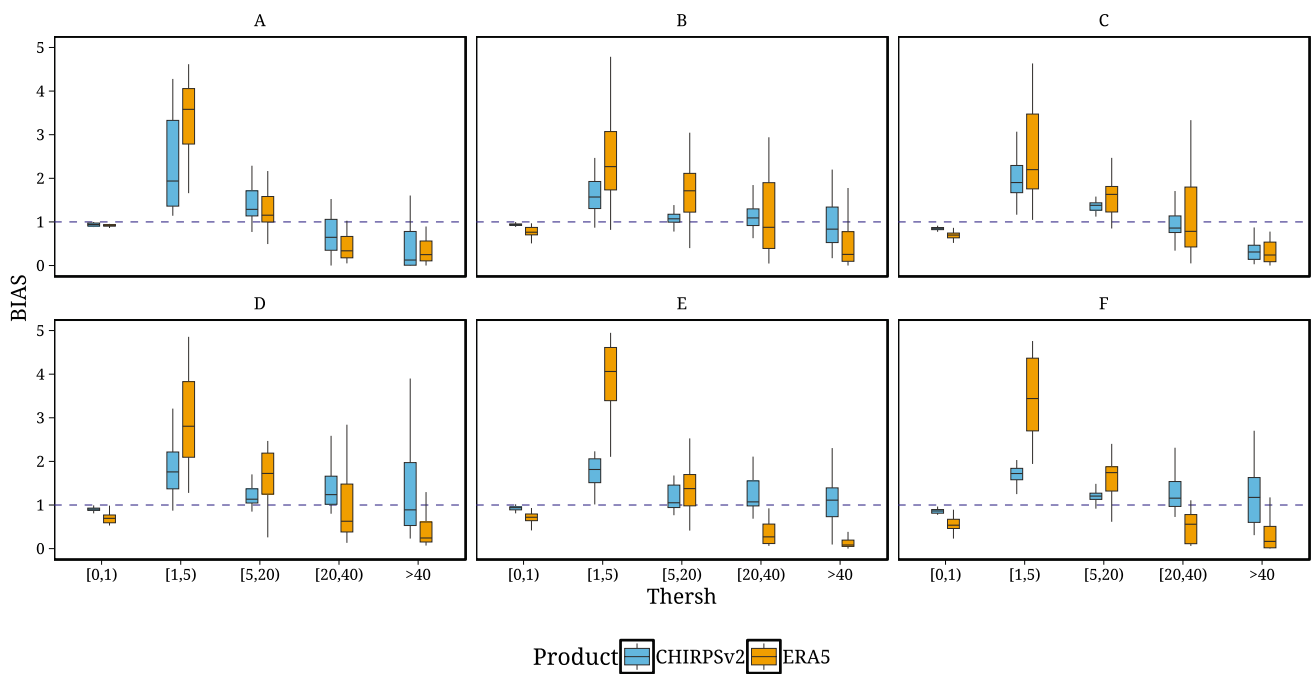 A B C
5
4
3
2
1
0
D E F
5
4
3
2
1
0
BIAS
[0,1) [1,5) [5,20) [20,40) >40 [0,1) [1,5) [5,20) [20,40) >40 [0,1) [1,5) [5,20) [20,40) >40
Thersh
Product CHIRPSv2 ERA5